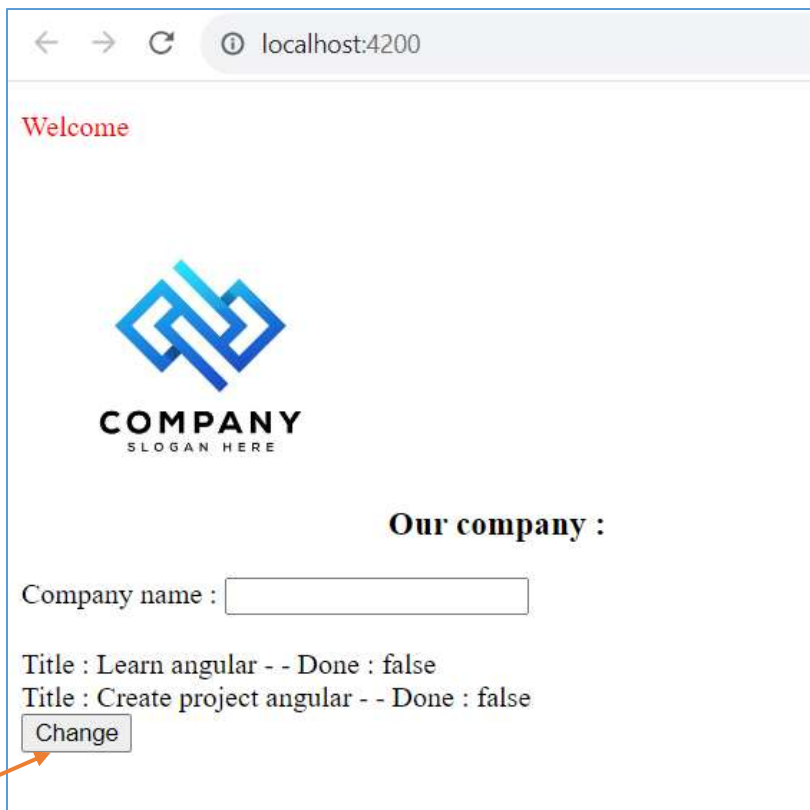 localhost:4200
Welcome
COMPANY
SLOGAN HERE
Our company :
Company name :
Title : Learn angular - - Done : false
Title : Create project angular - - Done : false
Change